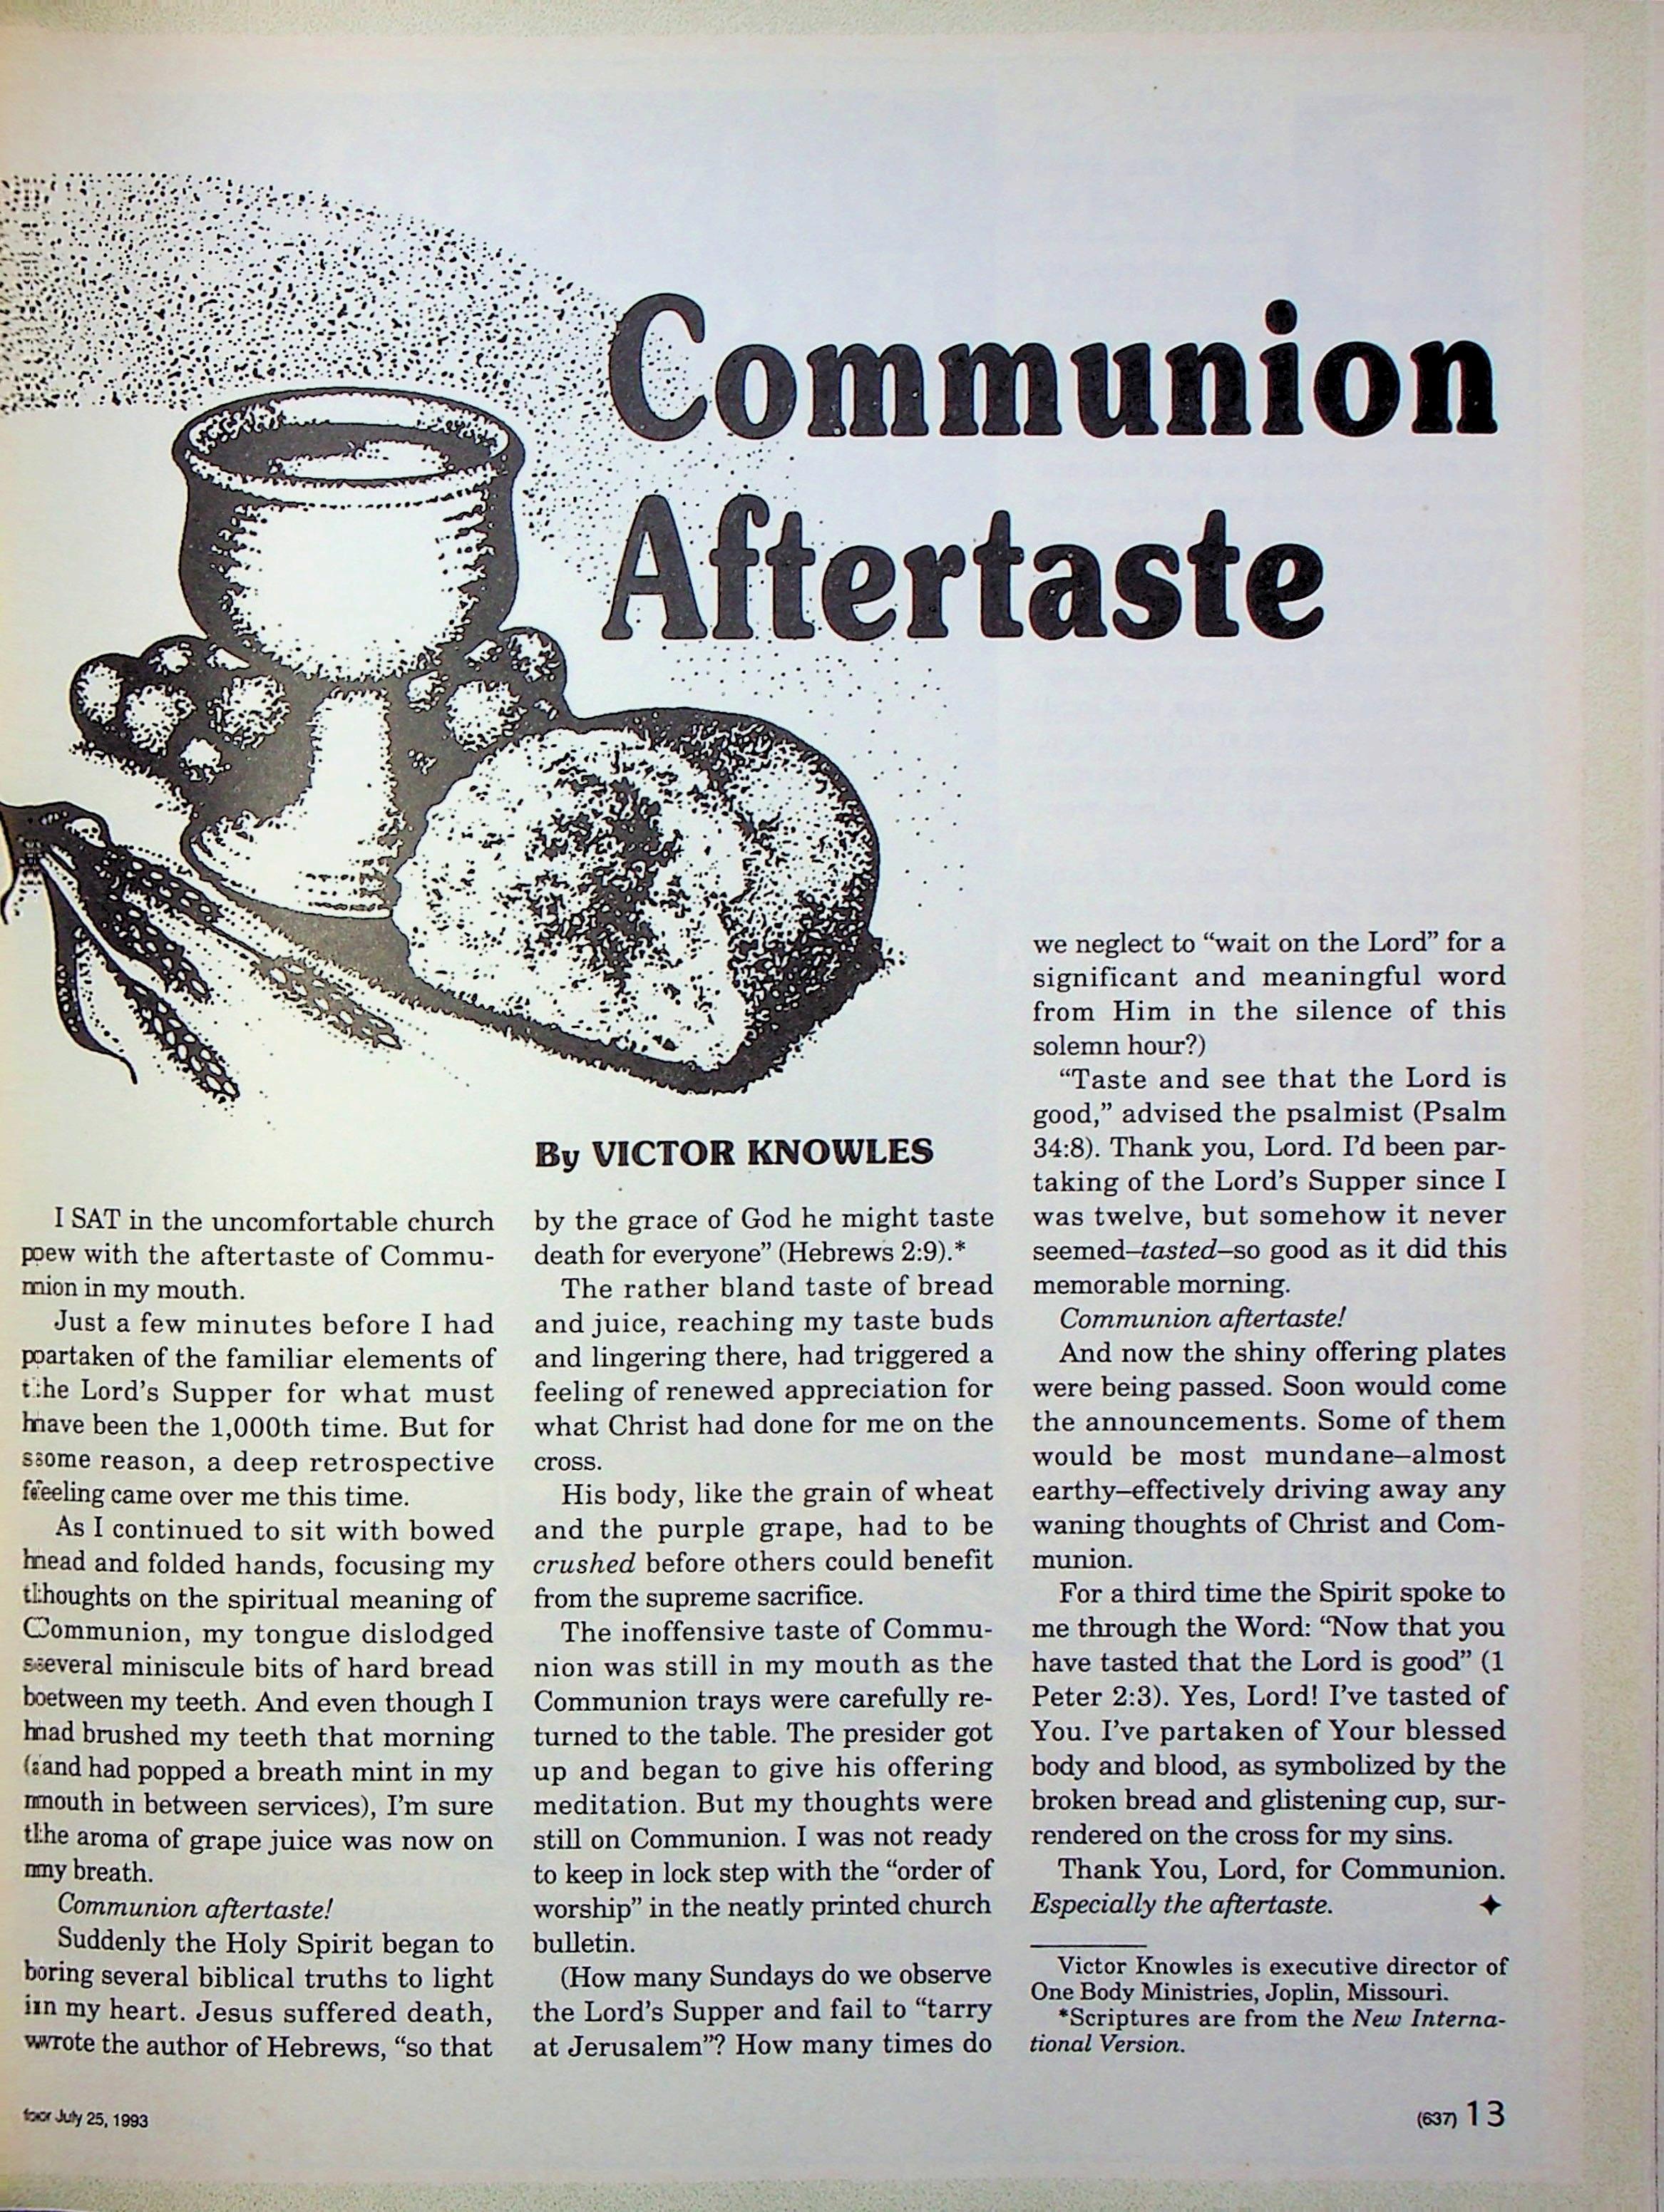 Communion
Aftertaste
By VICTOR KNOWLES
I SAT in the uncomfortable church
pew with the aftertaste of Commu-
nion in my mouth.
Just a few minutes before I had
partaken of the familiar elements of
the Lord's Supper for what must
have been the 1,000th time. But for
some reason, a deep retrospective
feeling came over me this time.
As I continued to sit with bowed
head and folded hands, focusing my
thoughts on the spiritual meaning of
Communion, my tongue dislodged
several miniscule bits of hard bread
between my teeth. And even though I
had brushed my teeth that morning
(and had popped a breath mint in my
mouth in between services), I'm sure
the aroma of grape juice was now on
my breath.
Communion aftertaste!
Suddenly the Holy Spirit began to
bring several biblical truths to light
in my heart. Jesus suffered death,
wrote the author of Hebrews, “so that
by the grace of God he might taste
death for everyone” (Hebrews 2:9).*
The rather bland taste of bread
and juice, reaching my taste buds
and lingering there, had triggered a
feeling of renewed appreciation for
what Christ had done for me on the
cross.
His body, like the grain of wheat
and the purple grape, had to be
crushed before others could benefit
from the supreme sacrifice.
The inoffensive taste of Commu-
nion was still in my mouth as the
Communion trays were carefully re-
turned to the table. The presider got
up and began to give his offering
meditation. But my thoughts were
still on Communion. I was not ready
to keep in lock step with the “order of
worship” in the neatly printed church
bulletin.
(How many Sundays do we observe
the Lord's Supper and fail to “tarry
at Jerusalem”? How many times do
we neglect to “wait on the Lord” for a
significant and meaningful word
from Him in the silence of this
solemn hour?)
“Taste and see that the Lord is
good,” advised the psalmist (Psalm
34:8). Thank you, Lord. I'd been par-
taking of the Lord's Supper since I
was twelve, but somehow it never
seemed–tasted–so good as it did this
memorable morning.
Communion aftertaste!
And now the shiny offering plates
were being passed. Soon would come
the announcements. Some of them
would be most mundane–almost
earthy–effectively driving away any
waning thoughts of Christ and Com-
munion.
For a third time the Spirit spoke to
me through the Word: “Now that you
have tasted that the Lord is good” (1
Peter 2:3). Yes, Lord! I've tasted of
You. I've partaken of Your blessed
body and blood, as symbolized by the
broken bread and glistening cup, sur-
rendered on the cross for my sins.
Thank You, Lord, for Communion.
Especially the aftertaste. ✦
Victor Knowles is executive director of
One Body Ministries, Joplin, Missouri.
*Scriptures are from the New Interna-
tional Version.
for July 25, 1993
(637) 13